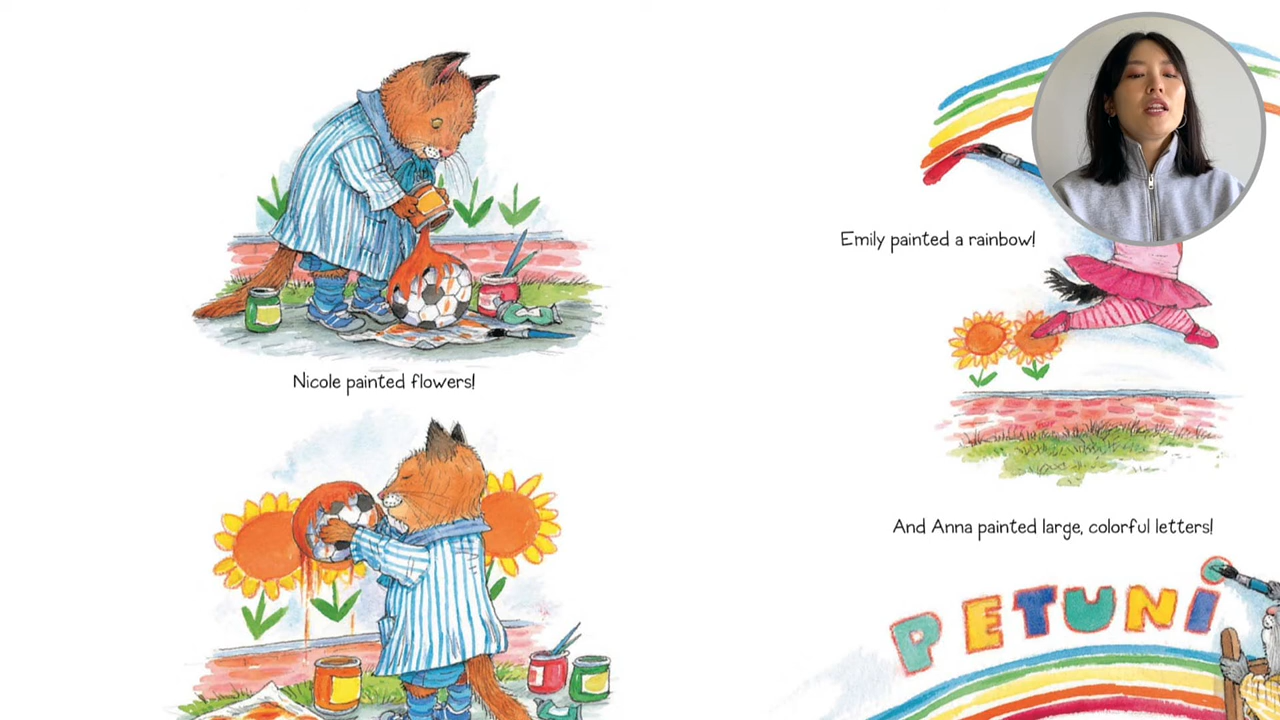 Nicole painted flowers!
Emily painted a rainbow!
And Anna painted large, colorful letters!
PETUNI